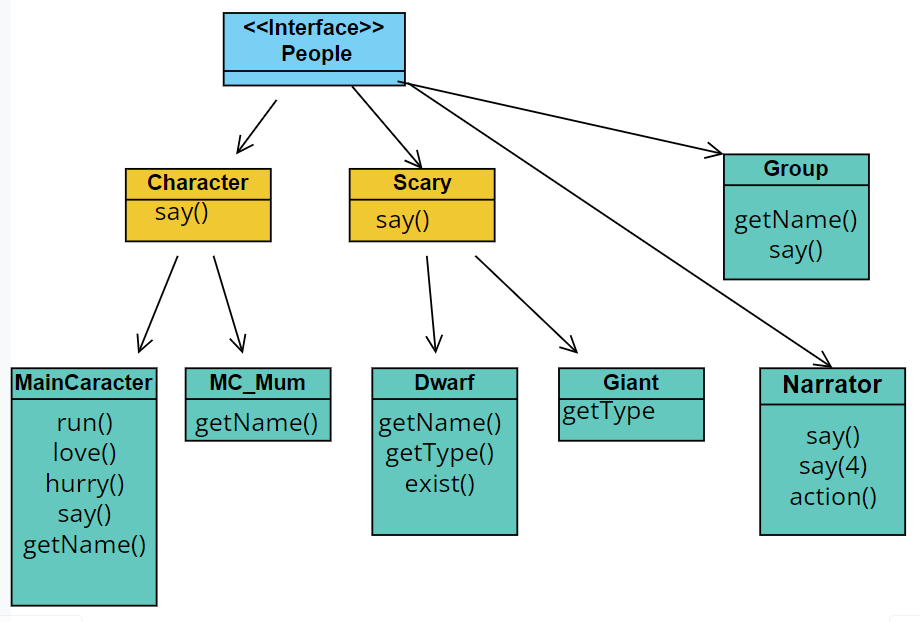 <<Interface>>
People
Character
say()
Scary
say()
Group
getName()
say()
MainCaracter
run()
love()
hurry()
say()
getName()
MC_Mum
getName()
Dwarf
getName()
getType()
exist()
Giant
getType
Narrator
say()
say(4)
action()